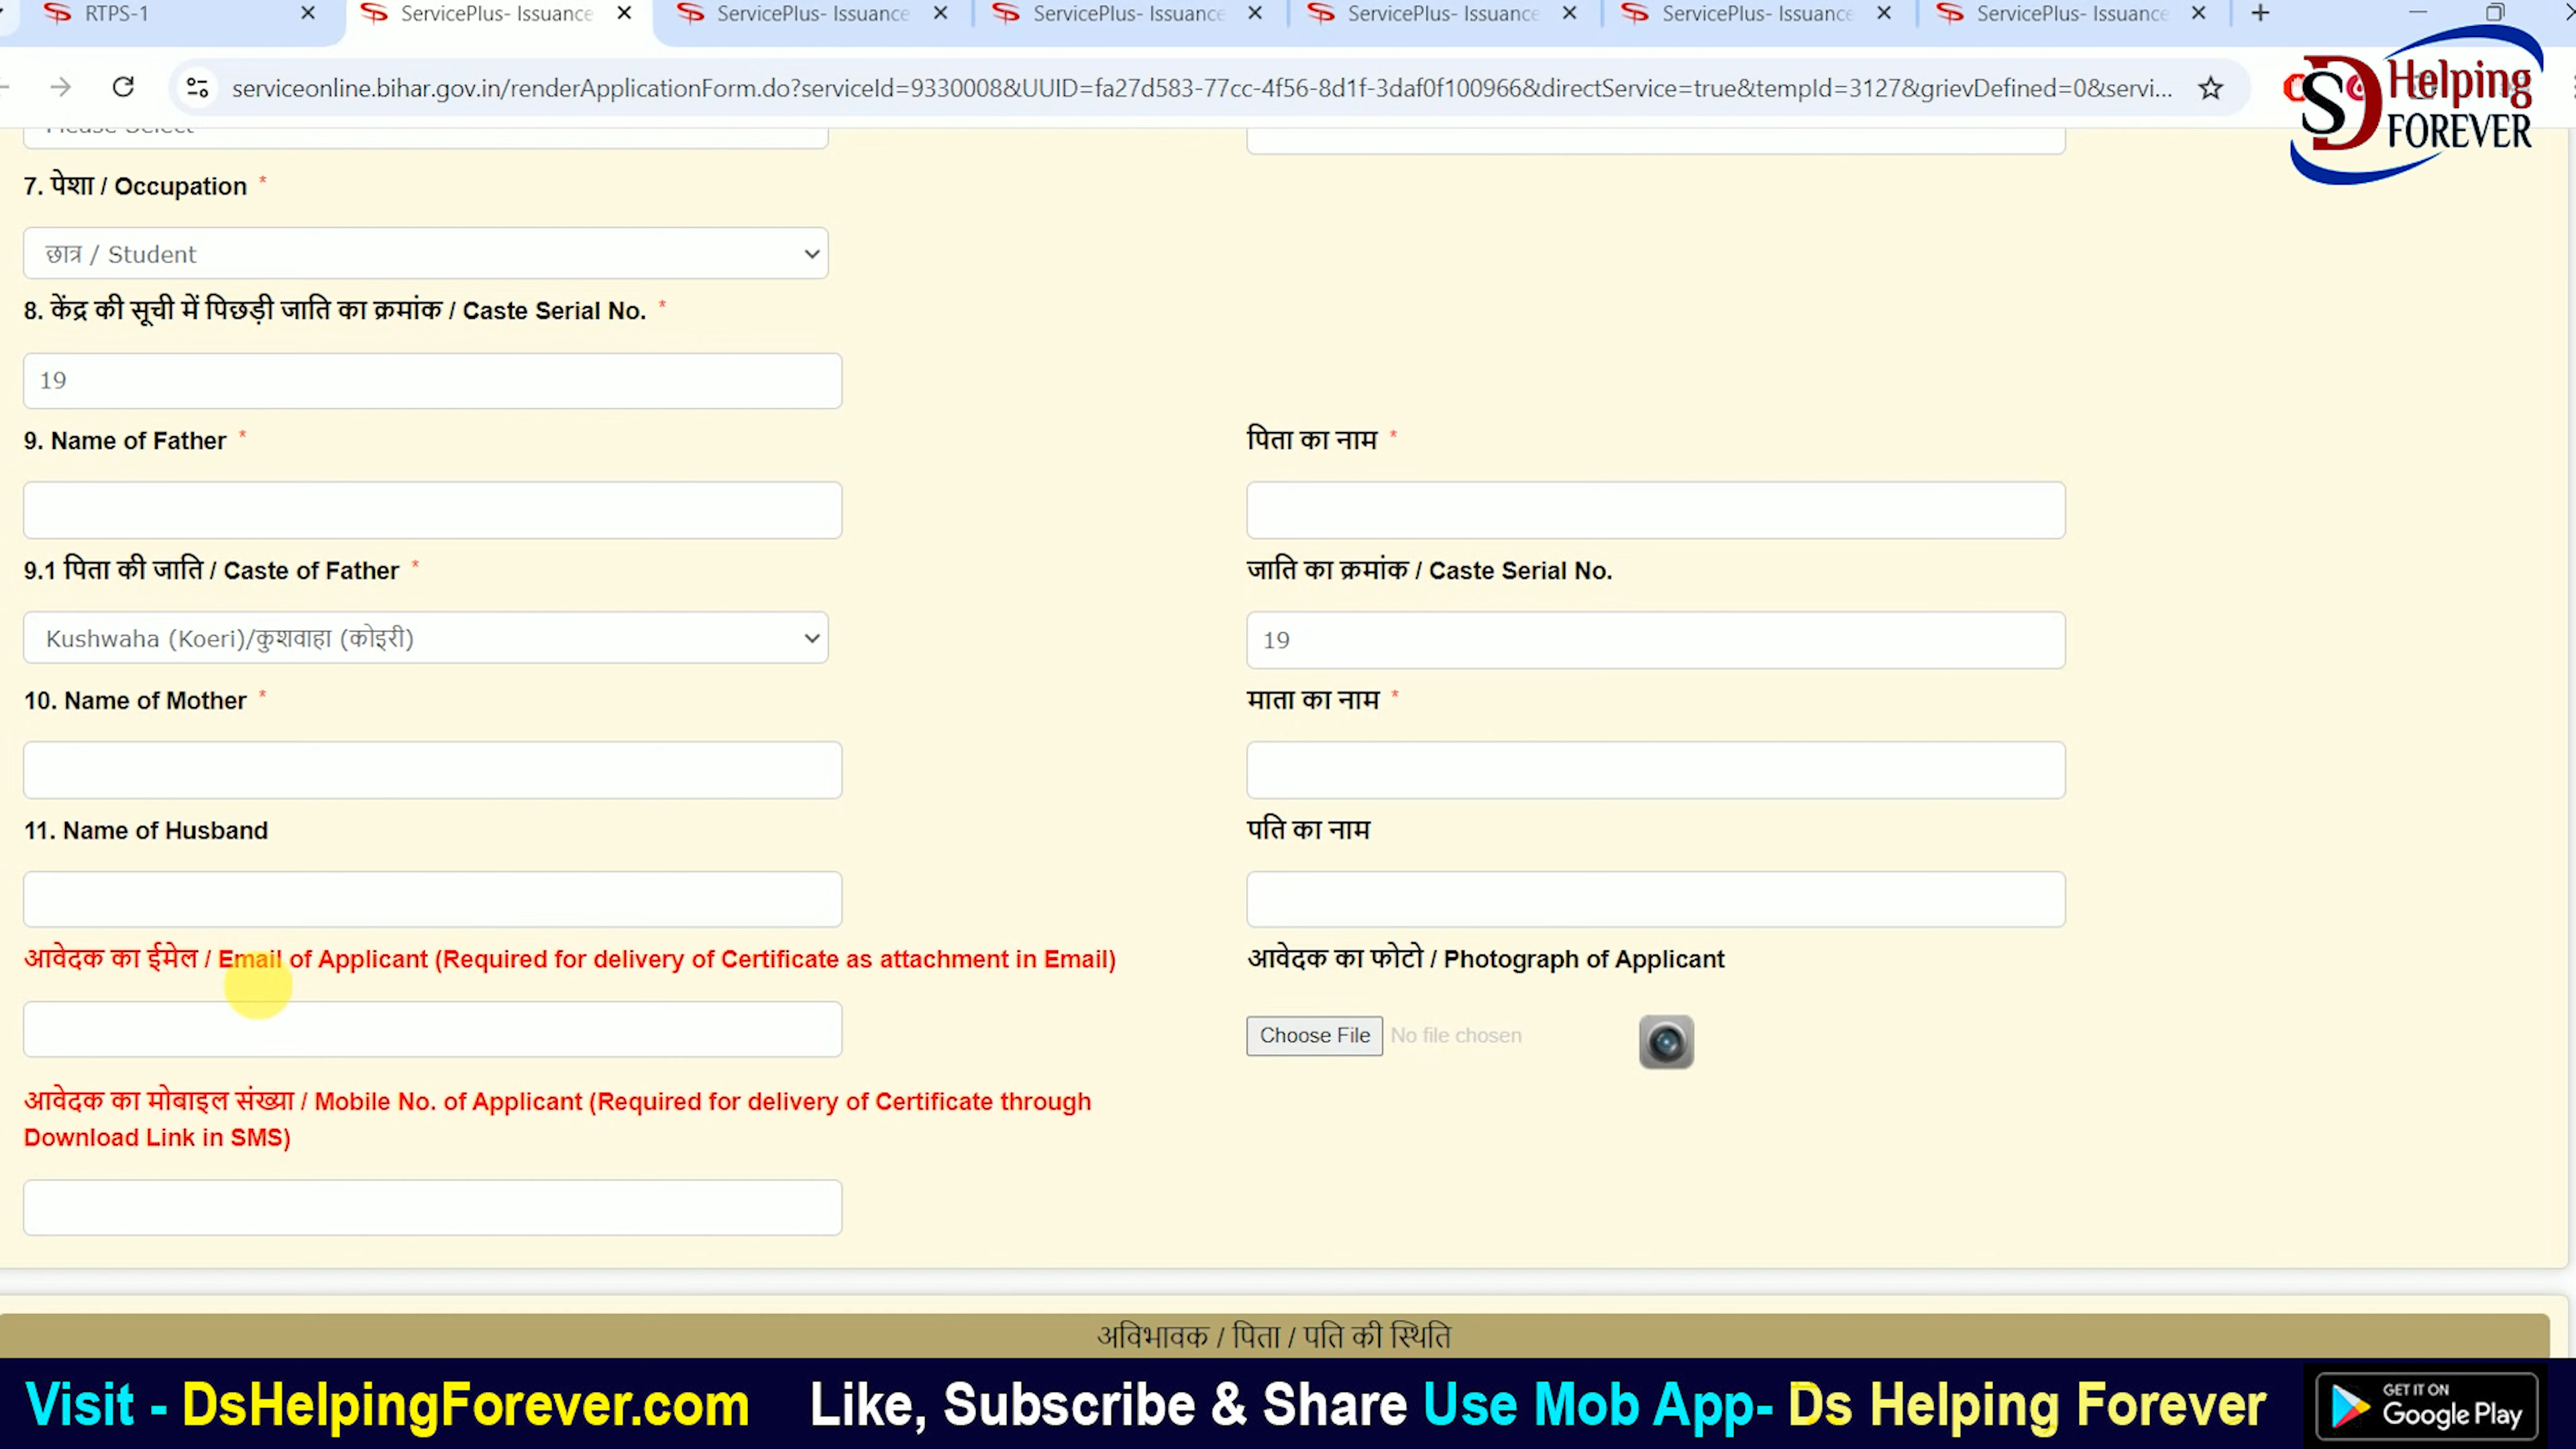 RTPS-1
ServicePlus- Issuance
ServicePlus- Issuance
ServicePlus- Issuance
ServicePlus- Issuance
ServicePlus- Issuance
ServicePlus- Issuance
serviceonline.bihar.gov.in/renderApplicationForm.do?serviceId=9330008&UUID=fa27d583-77cc-4f56-8d1f-3daf0f100966&directService=true&tempId=3127&grievDefined=0&servi...
SD Helping
FOREVER
Please Select
7. पेशा / Occupation *
छात्र / Student
8. केंद्र की सूची में पिछड़ी जाति का क्रमांक / Caste Serial No. *
19
9. Name of Father *
पिता का नाम *
9.1 पिता की जाति / Caste of Father *
जाति का क्रमांक / Caste Serial No.
Kushwaha (Koeri)/कुशवाहा (कोइरी)
19
10. Name of Mother *
माता का नाम *
11. Name of Husband
पति का नाम
आवेदक का ईमेल / Email of Applicant (Required for delivery of Certificate as attachment in Email)
आवेदक का फोटो / Photograph of Applicant
Choose File No file chosen
आवेदक का मोबाइल संख्या / Mobile No. of Applicant (Required for delivery of Certificate through
Download Link in SMS)
अविभावक / पिता / पति की स्थिति
Visit - DsHelpingForever.com Like, Subscribe & Share Use Mob App- Ds Helping Forever
GET IT ON
Google Play